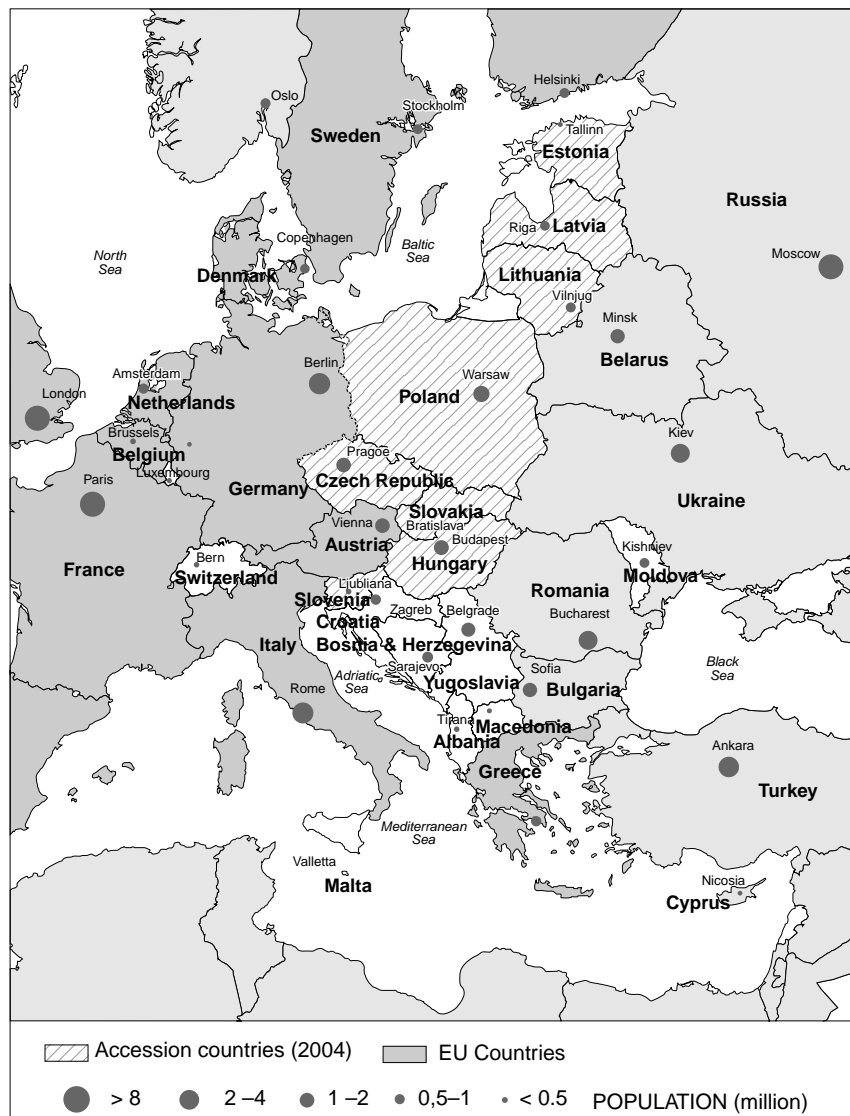 Helsinki
Oslo
Stockholm
Sweden
Tallinn
Estonia
Russia
Riga
Latvia
North
Sea
Copenhagen
Baltic
Sea
Moscow
Denmark
Lithuania
Vilnjug
Minsk
Belarus
Berlin
Amsterdam
Warsaw
London
Netherlands
Poland
Kiev
Brussels
Belgium
Pragoe
Luxembourg
Paris
Czech Republic
Germany
Ukraine
Slovakia
Vienna
Bratislava
Austria
Budapest
Kishnjev
Bern
Hungary
France
Switzerland
Moldova
Ljubliana
Romania
Slovenia
Zagreb
Belgrade
Bucharest
Croatia
Italy
Bosnia & Herzegovina
Sarajevo
Adriatic
Sea
Black
Sea
Yugoslavia
Sofia
Bulgaria
Rome
Tirana
Macedonia
Albania
Ankara
Greece
Turkey
Mediterranean
Sea
Valletta
Malta
Nicosia
Cyprus
Accession countries (2004)
EU Countries
> 8
2 –4
1 –2
0,5–1
< 0.5
POPULATION (million)